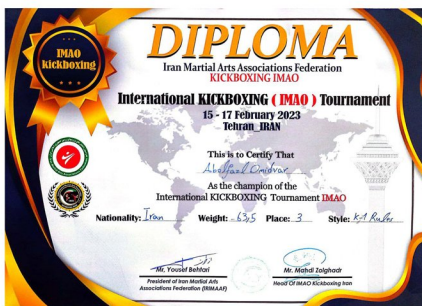 IMAO
kickboxing
DIPLOMA
Iran Martial Arts Associations Federation
KICKBOXING IMAO
International KICKBOXING ( IMAO ) Tournament
15 - 17 February 2023
Tehran_IRAN
This is to Certify That
Abolfazl Omidvar
As the champion of the
International KICKBOXING Tournament IMAO
Nationality: Iran Weight: -63,5 Place: 3 Style: K1 Rules
Mr. Yousef Behtari
President of Iran Martial Arts
Associations Federation (IRIMAAF)
Mr. Mahdi Zolghadr
Head Of IMAO Kickboxing Iran